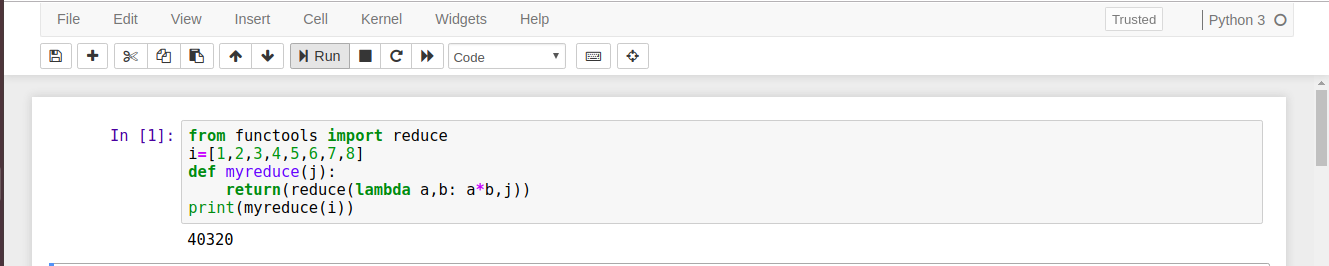 File Edit View Insert Cell Kernel Widgets Help Trusted Python 3
Run Code
In [1]: from functools import reduce
i=[1,2,3,4,5,6,7,8]
def myreduce(j):
    return(reduce(lambda a,b: a*b,j))
print(myreduce(i))
40320